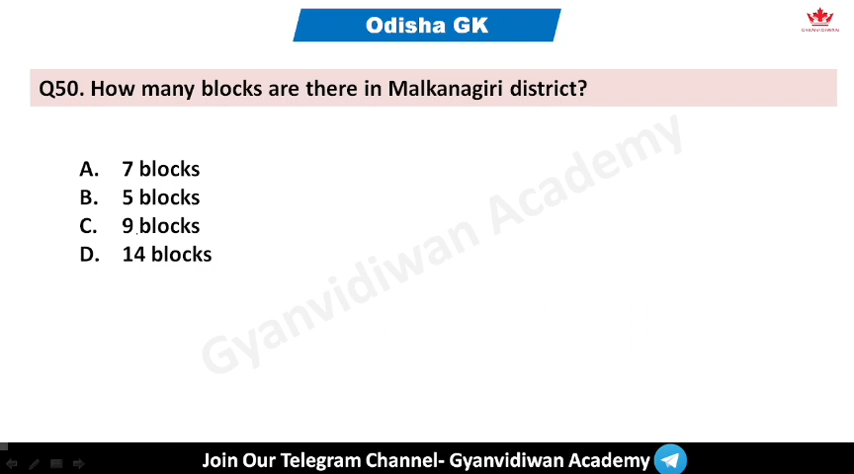 Odisha GK
GYANVIDIWAN
Q50. How many blocks are there in Malkanagiri district?
A. 7 blocks
B. 5 blocks
C. 9 blocks
D. 14 blocks
Gyanvidiwan Academy
Join Our Telegram Channel- Gyanvidiwan Academy